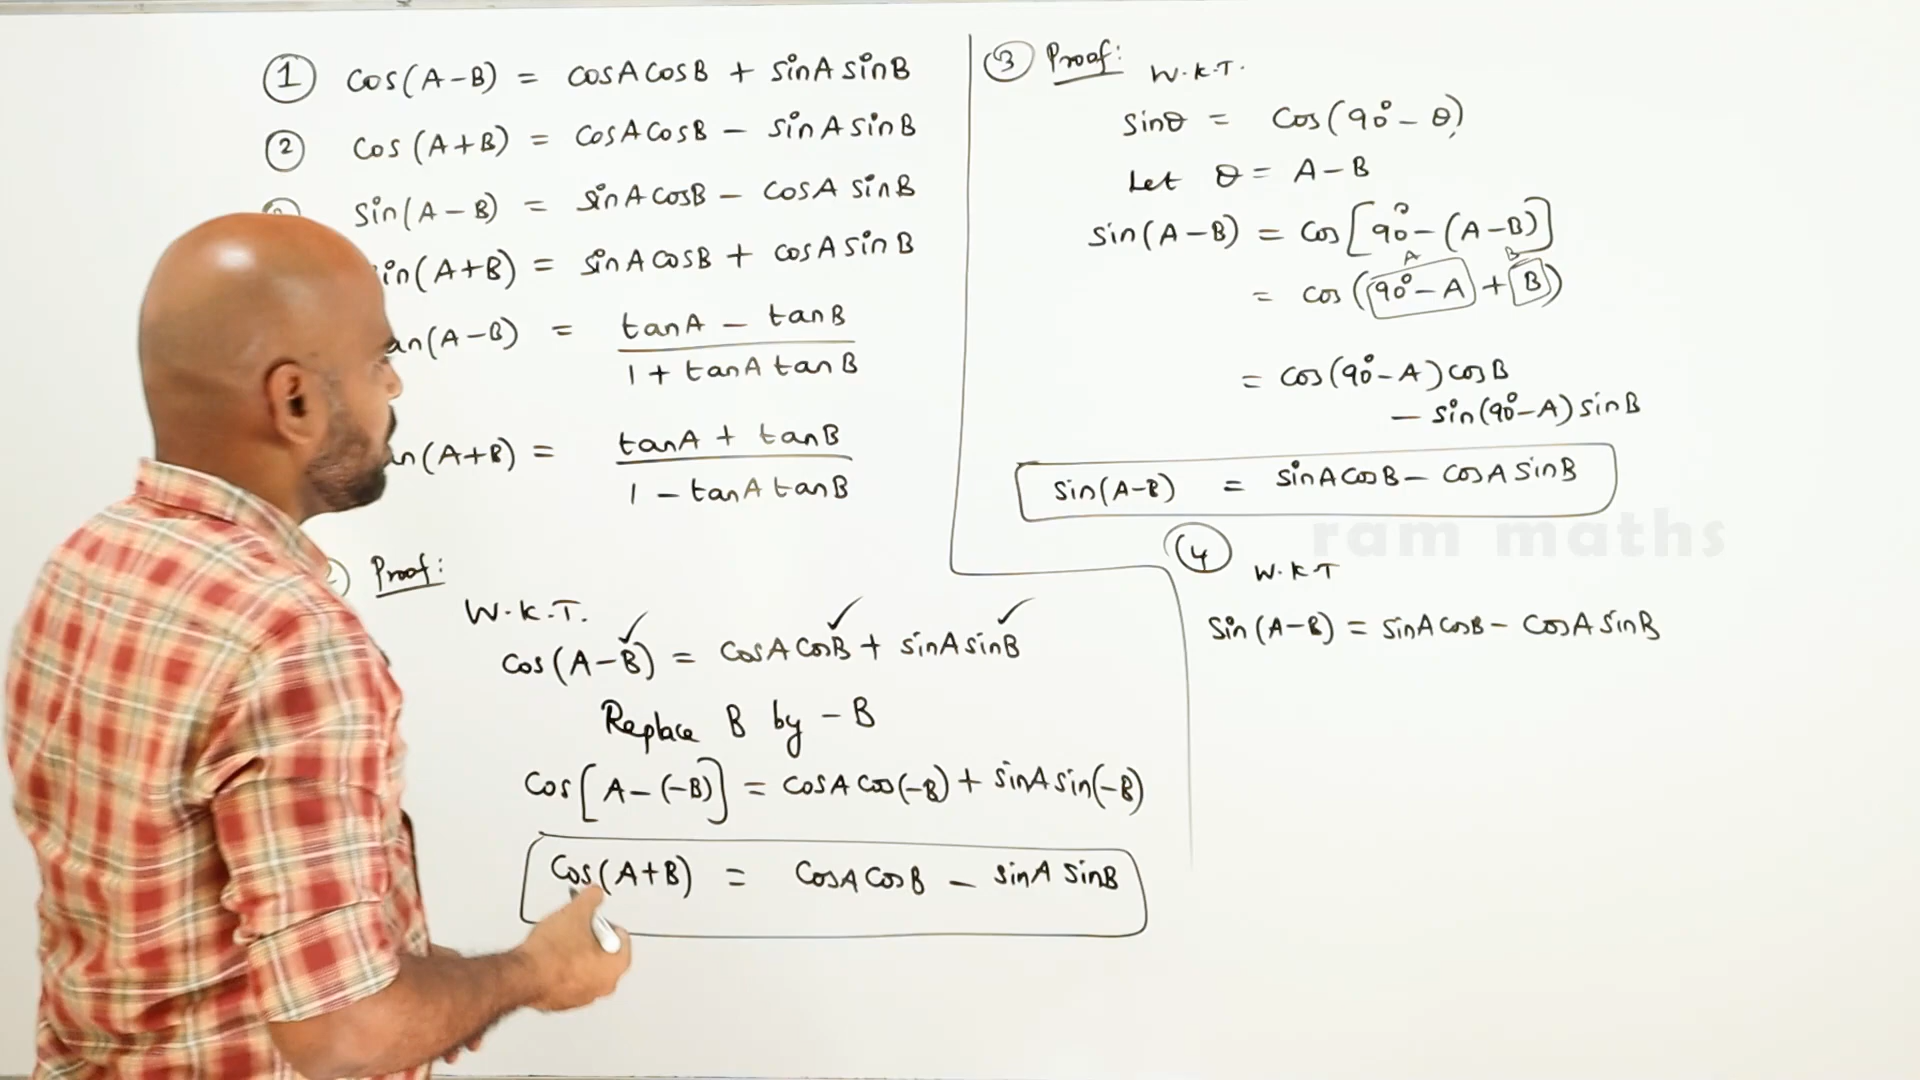 ① cos(A-B) = cosA cosB + sinA sinB
② cos(A+B) = cosA cosB - sinA sinB
sin(A-B) = sinA cosB - cosA sinB
in(A+B) = sinA cosB + cosA sinB
an(A-B) = tanA - tanB
1 + tanA tanB
n(A+B) = tanA + tanB
1 - tanA tanB
Proof:
W.K.T.
cos(A-B) = cosA cosB + sinA sinB
Replace B by -B
cos[A-(-B)] = cosA cos(-B) + sinA sin(-B)
cos(A+B) = cosA cosB - sinA sinB
③ Proof: W.K.T.
sinθ = cos(90°-θ)
Let θ = A-B
sin(A-B) = cos[90°-(A-B)]
A B
= cos(90°-A + B)
= cos(90°-A) cosB
- sin(90°-A) sinB
sin(A-B) = sinA cosB - cosA sinB
ram maths
④ W.K.T
sin(A-B) = sinA cosB - cosA sinB